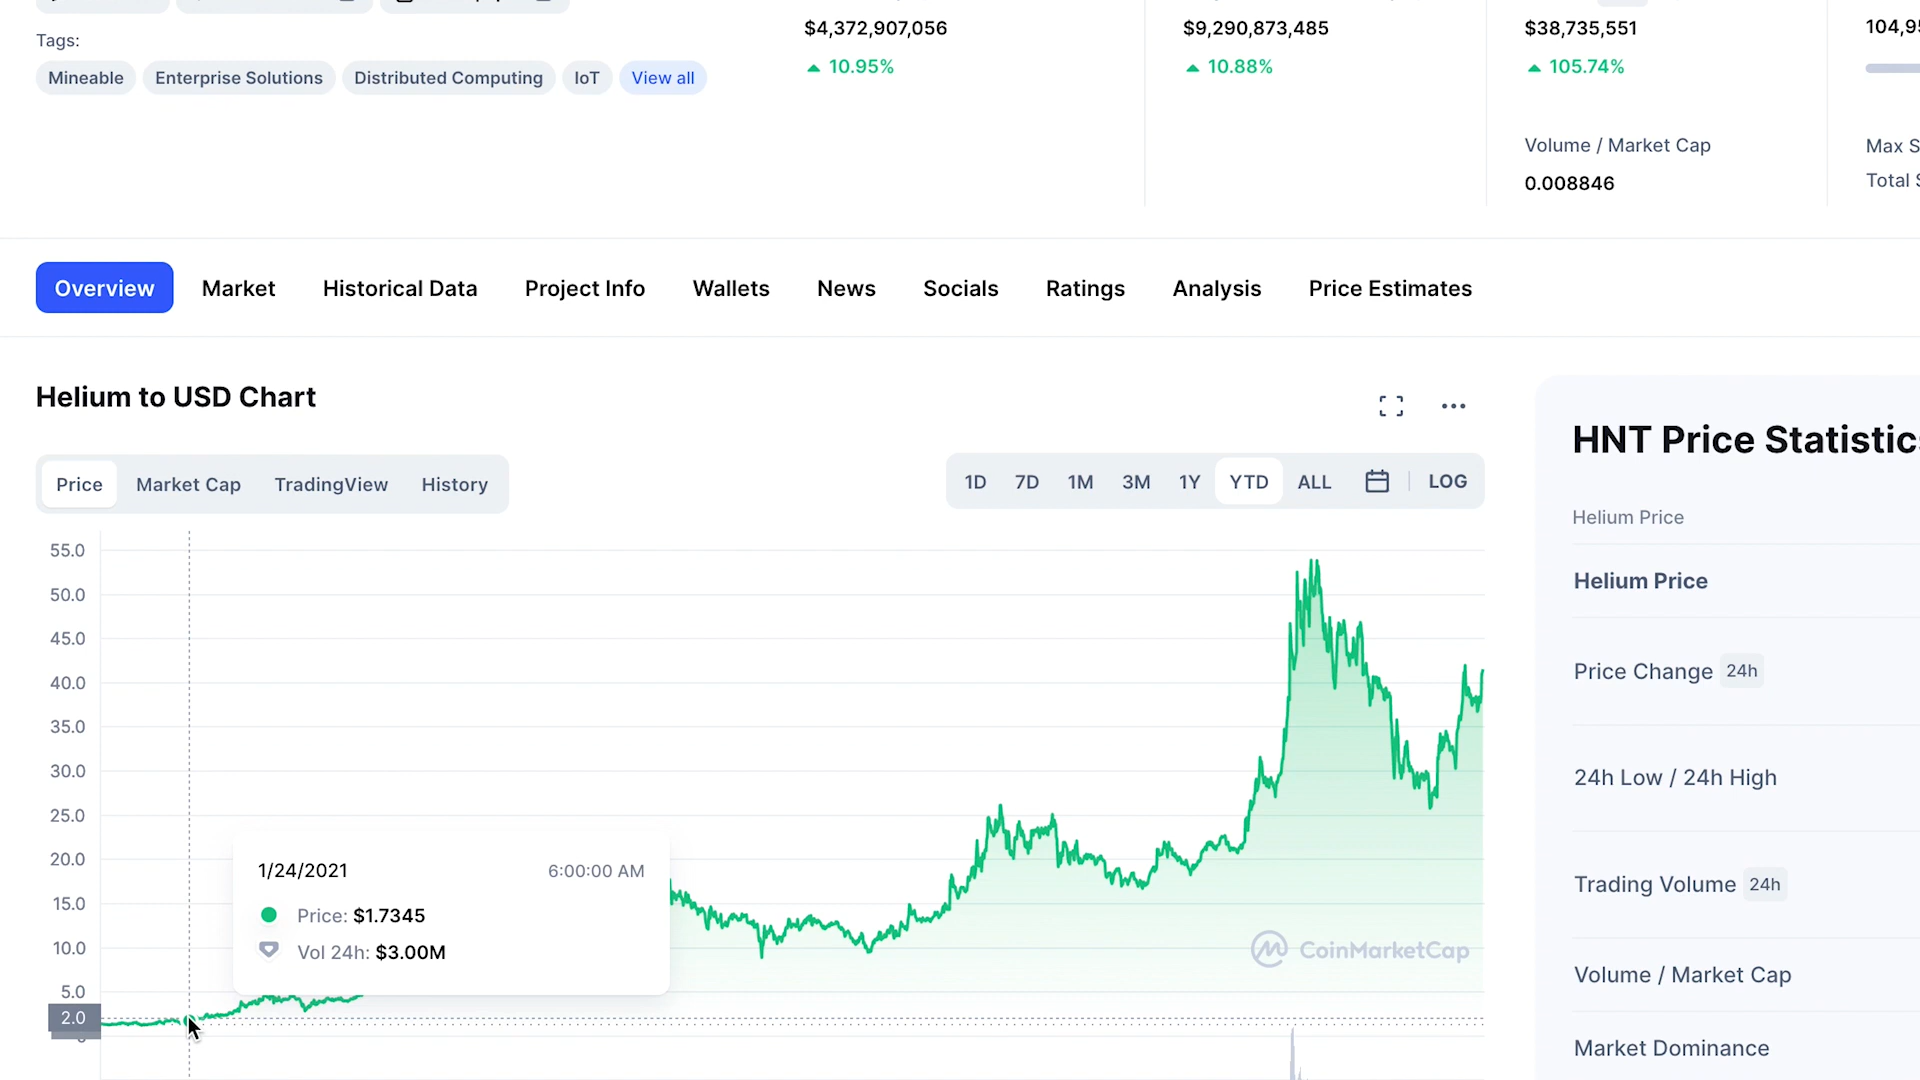 $4,372,907,056
$9,290,873,485
$38,735,551
Tags:
10.95%
10.88%
105.74%
Mineable
Enterprise Solutions
Distributed Computing
IoT
View all
Volume / Market Cap
0.008846
Max
Total
Overview
Market
Historical Data
Project Info
Wallets
News
Socials
Ratings
Analysis
Price Estimates
Helium to USD Chart
Price
Market Cap
TradingView
History
1D
7D
1M
3M
1Y
YTD
ALL
LOG
55.0
50.0
45.0
40.0
35.0
30.0
25.0
20.0
15.0
10.0
5.0
2.0
1/24/2021
6:00:00 AM
Price: $1.7345
Vol 24h: $3.00M
CoinMarketCap
HNT Price Statistics
Helium Price
Helium Price
Price Change 24h
24h Low / 24h High
Trading Volume 24h
Volume / Market Cap
Market Dominance